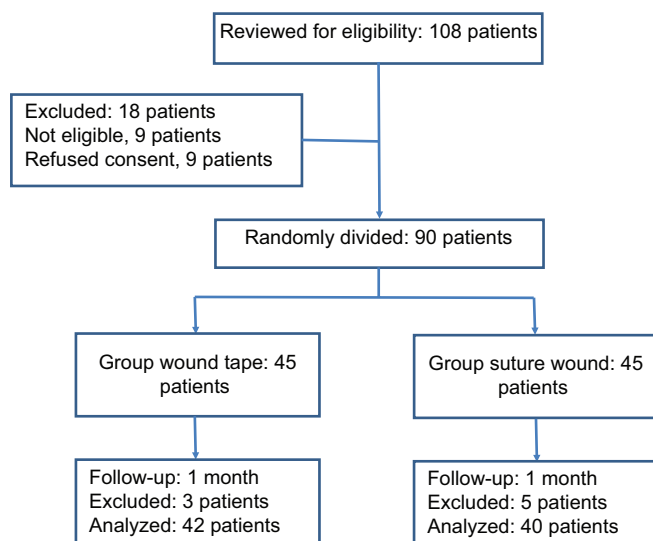 Reviewed for eligibility: 108 patients
Excluded: 18 patients
Not eligible, 9 patients
Refused consent, 9 patients
Randomly divided: 90 patients
Group wound tape: 45
patients
Group suture wound: 45
patients
Follow-up: 1 month
Excluded: 3 patients
Analyzed: 42 patients
Follow-up: 1 month
Excluded: 5 patients
Analyzed: 40 patients